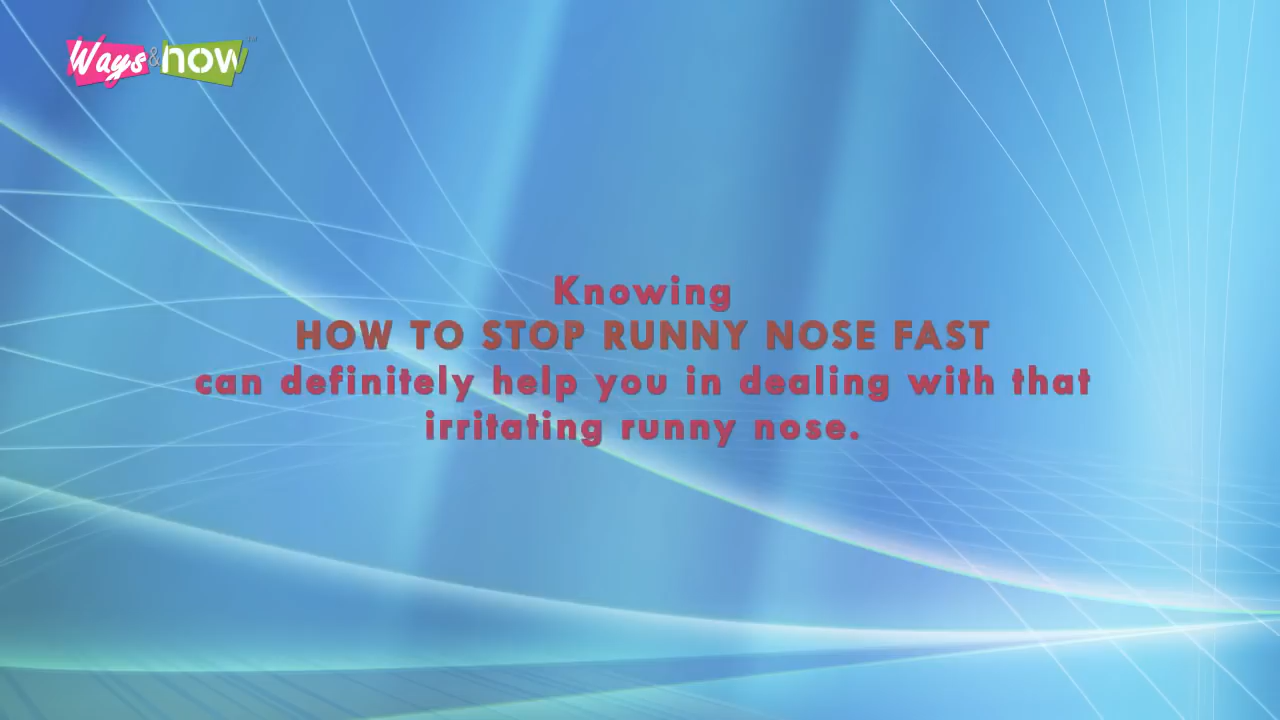 Ways & how
Knowing
HOW TO STOP RUNNY NOSE FAST
can definitely help you in dealing with that
irritating runny nose.